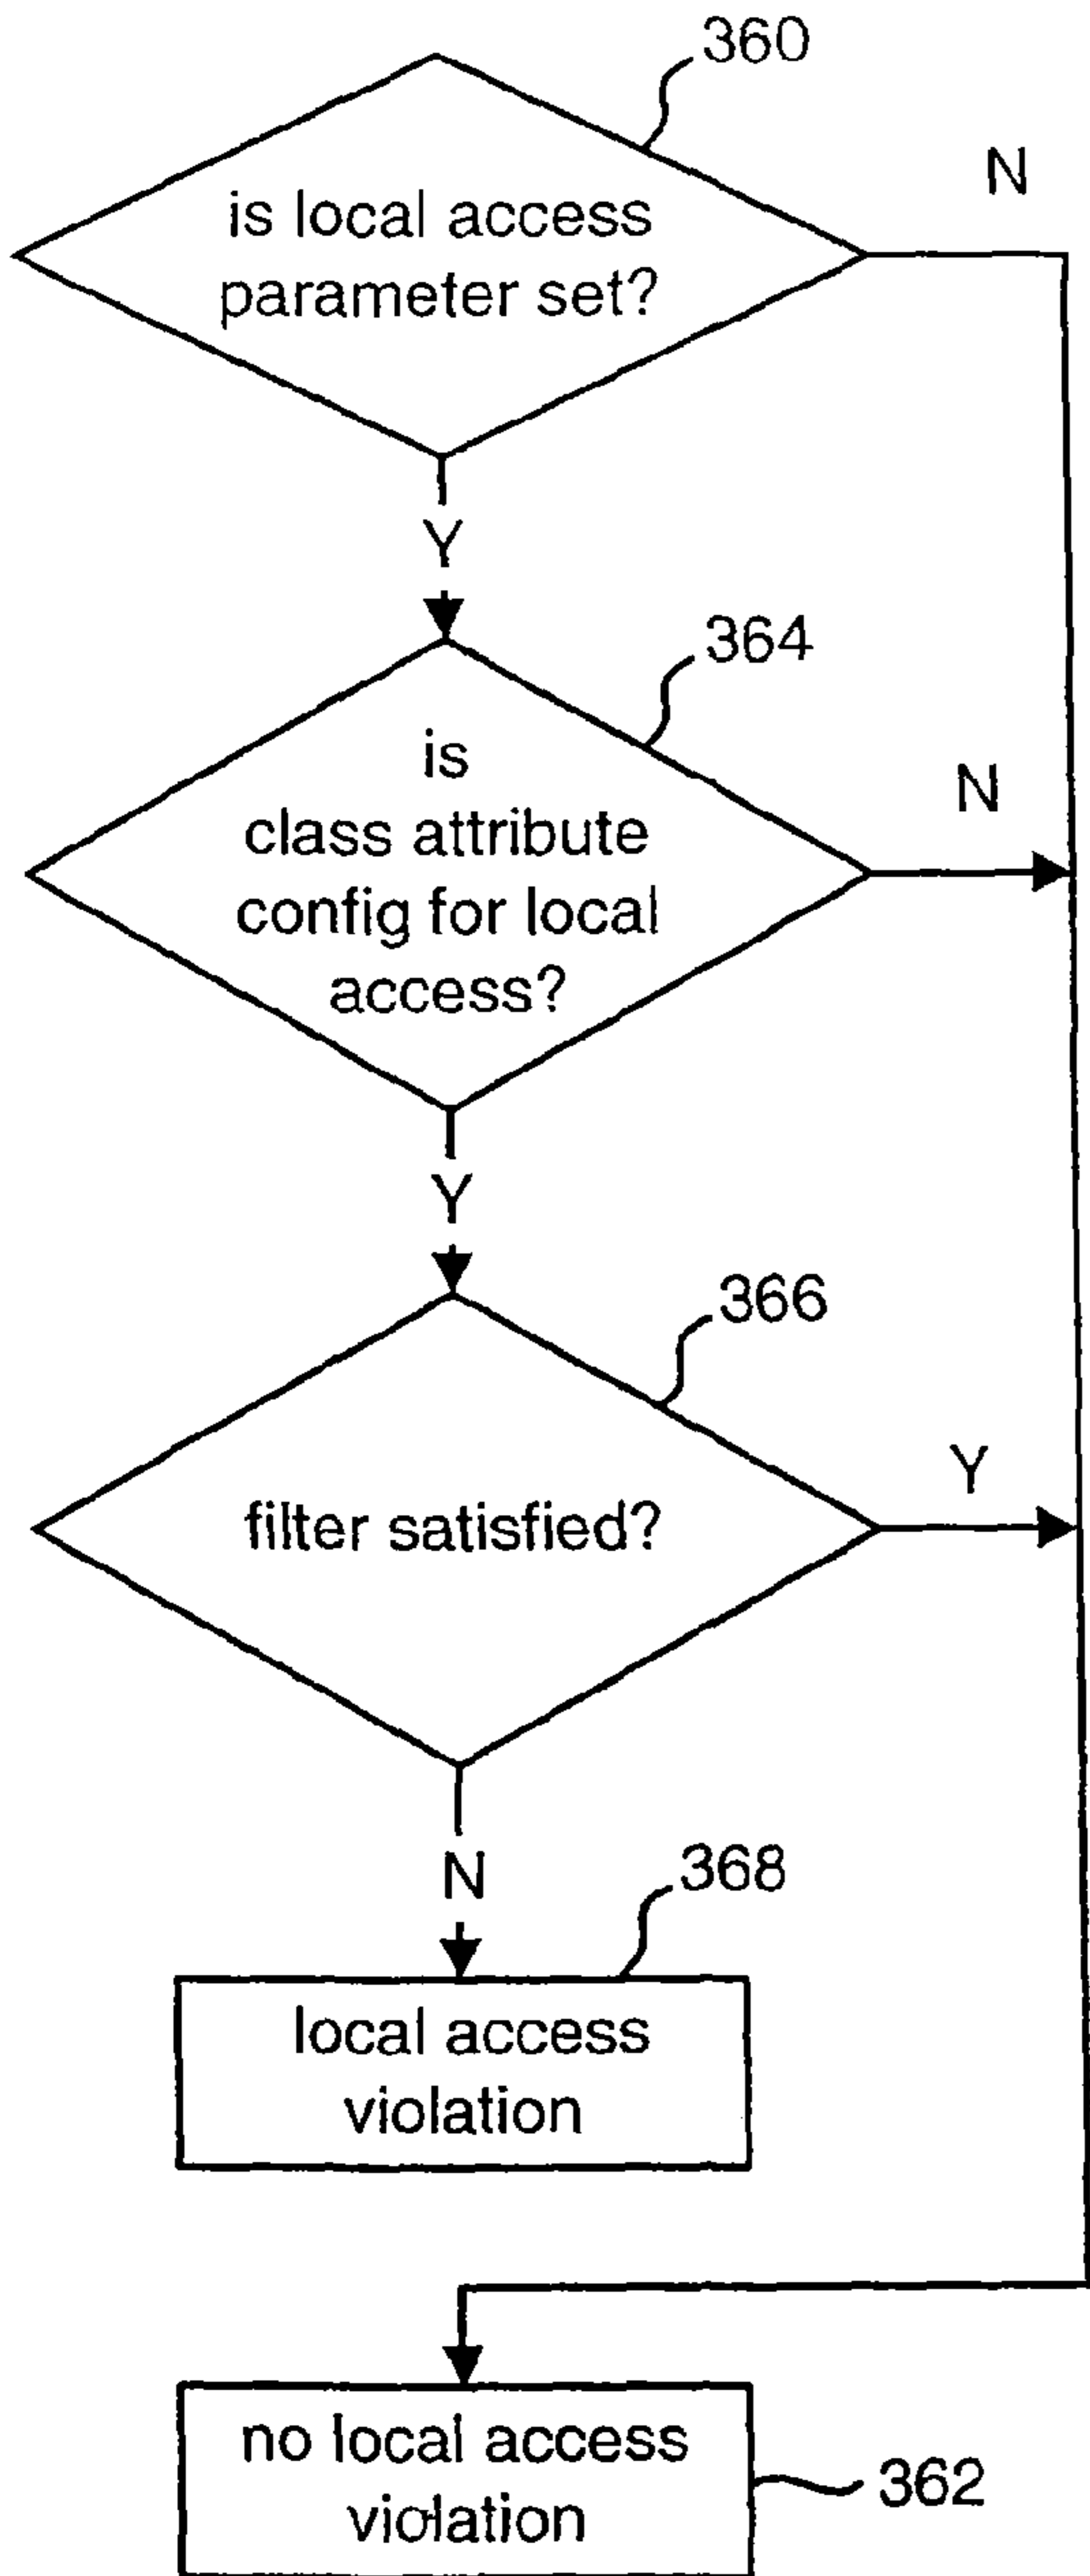 360
N
is local access
parameter set?
Y
364
is
class attribute
config for local
access?
N
Y
366
filter satisfied?
Y
N
368
local access
violation
no local access
violation
362